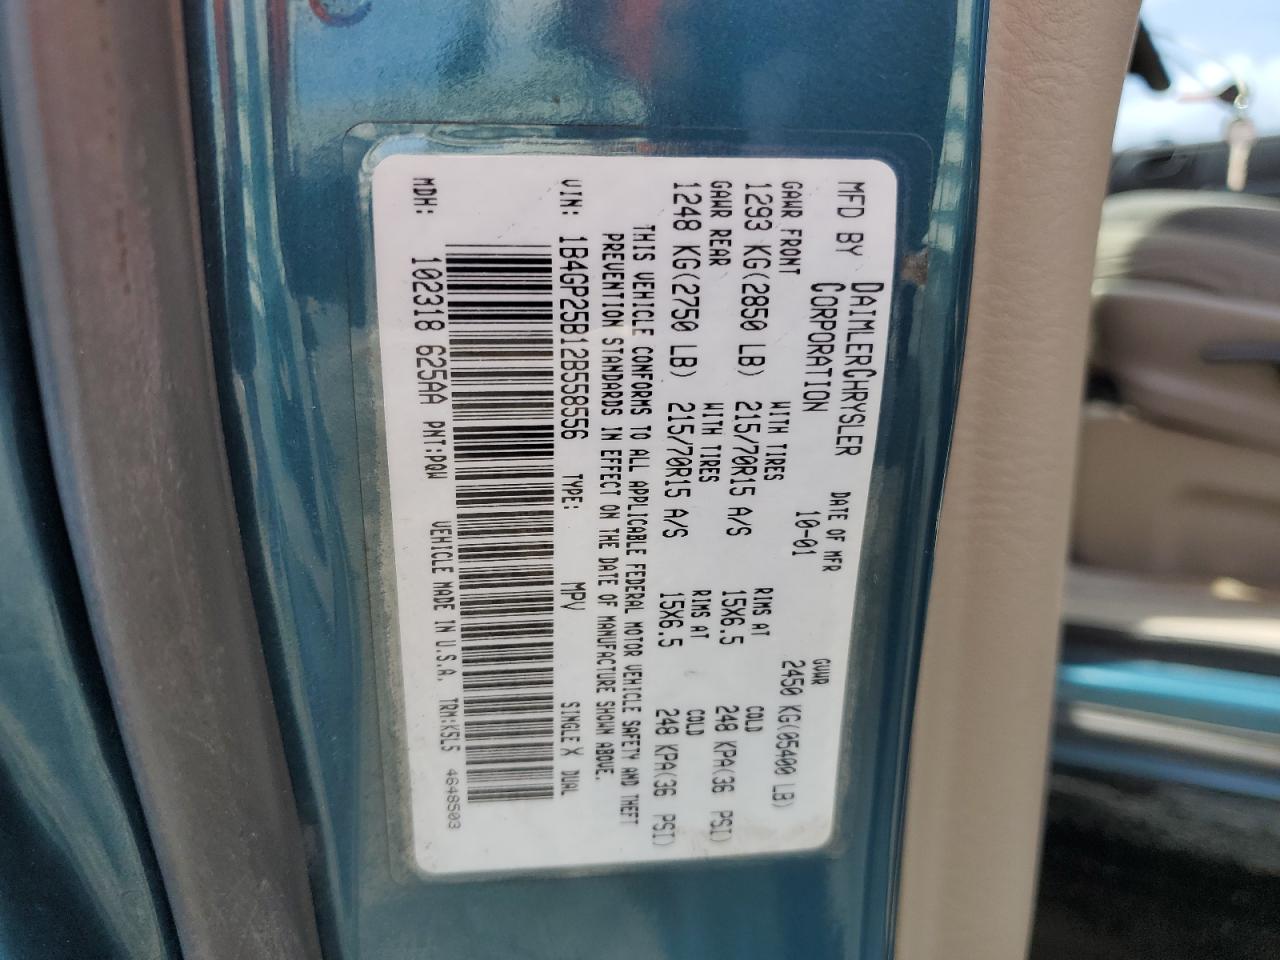 MFD BY DAIMLERCHRYSLER CORPORATION
DATE OF MFR 10-01
GVWR 2450 KG(05400 LB)
GAWR FRONT WITH TIRES RIMS AT COLD
1293 KG(2850 LB) 215/70R15 A/S 15X6.5 248 KPA(36 PSI)
GAWR REAR WITH TIRES RIMS AT COLD
1248 KG(2750 LB) 215/70R15 A/S 15X6.5 248 KPA(36 PSI)
THIS VEHICLE CONFORMS TO ALL APPLICABLE FEDERAL MOTOR VEHICLE SAFETY AND THEFT
PREVENTION STANDARDS IN EFFECT ON THE DATE OF MANUFACTURE SHOWN ABOVE.
VIN: 1B4GP25B12B558556 TYPE: MPV SINGLE X DUAL
MDH: 102318 625AA PNT:PQW VEHICLE MADE IN U.S.A. TRM:K5L5 4648503